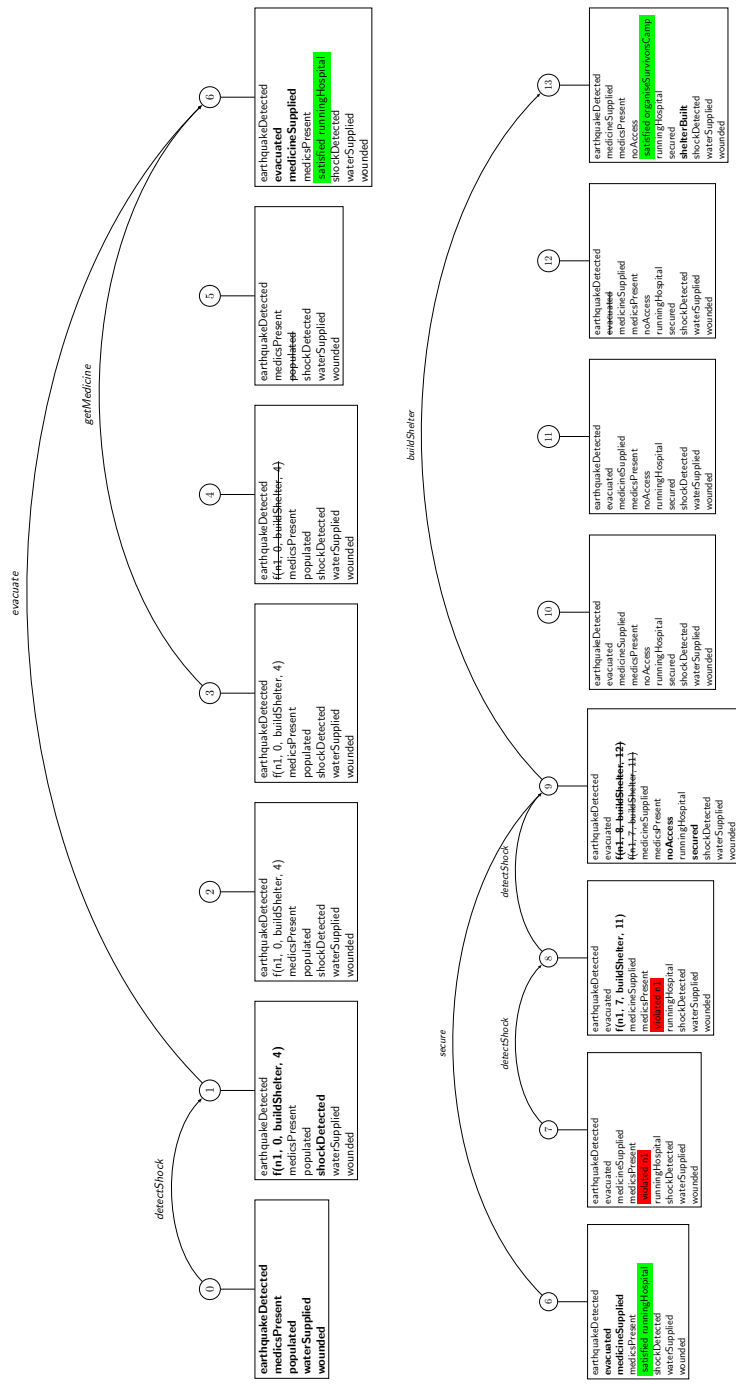 evacuate
getMedicine
detectShock
0
earthquakeDetected
medicsPresent
populated
waterSupplied
wounded
1
earthquakeDetected
f(n1, 0, buildShelter, 4)
medicsPresent
populated
shockDetected
waterSupplied
wounded
2
earthquakeDetected
f(n1, 0, buildShelter, 4)
medicsPresent
populated
shockDetected
waterSupplied
wounded
3
earthquakeDetected
f(n1, 0, buildShelter, 4)
medicsPresent
populated
shockDetected
waterSupplied
wounded
4
earthquakeDetected
f(n1, 0, buildShelter, 4)
medicsPresent
populated
shockDetected
waterSupplied
wounded
5
earthquakeDetected
medicsPresent
populated
shockDetected
waterSupplied
wounded
6
earthquakeDetected
evacuated
medicineSupplied
medicsPresent
satisfied runningHospital
shockDetected
waterSupplied
wounded
secure
detectShock
detectShock
buildShelter
6
earthquakeDetected
evacuated
medicineSupplied
medicsPresent
satisfied runningHospital
shockDetected
waterSupplied
wounded
7
earthquakeDetected
evacuated
medicineSupplied
medicsPresent
violated n1
runningHospital
shockDetected
waterSupplied
wounded
8
earthquakeDetected
evacuated
f(n1, 7, buildShelter, 11)
medicineSupplied
medicsPresent
violated n1
runningHospital
shockDetected
waterSupplied
wounded
9
earthquakeDetected
evacuated
f(n1, 8, buildShelter, 12)
f(n1, 7, buildShelter, 11)
medicineSupplied
medicsPresent
noAccess
runningHospital
secured
shockDetected
waterSupplied
wounded
10
earthquakeDetected
evacuated
medicineSupplied
medicsPresent
noAccess
runningHospital
secured
shockDetected
waterSupplied
wounded
11
earthquakeDetected
evacuated
medicineSupplied
medicsPresent
noAccess
runningHospital
secured
shockDetected
waterSupplied
wounded
12
earthquakeDetected
evacuated
medicineSupplied
medicsPresent
noAccess
runningHospital
secured
shockDetected
waterSupplied
wounded
13
earthquakeDetected
medicineSupplied
medicsPresent
noAccess
satisfied organiseSurvivorsCamp
runningHospital
secured
shelterBuilt
shockDetected
waterSupplied
wounded